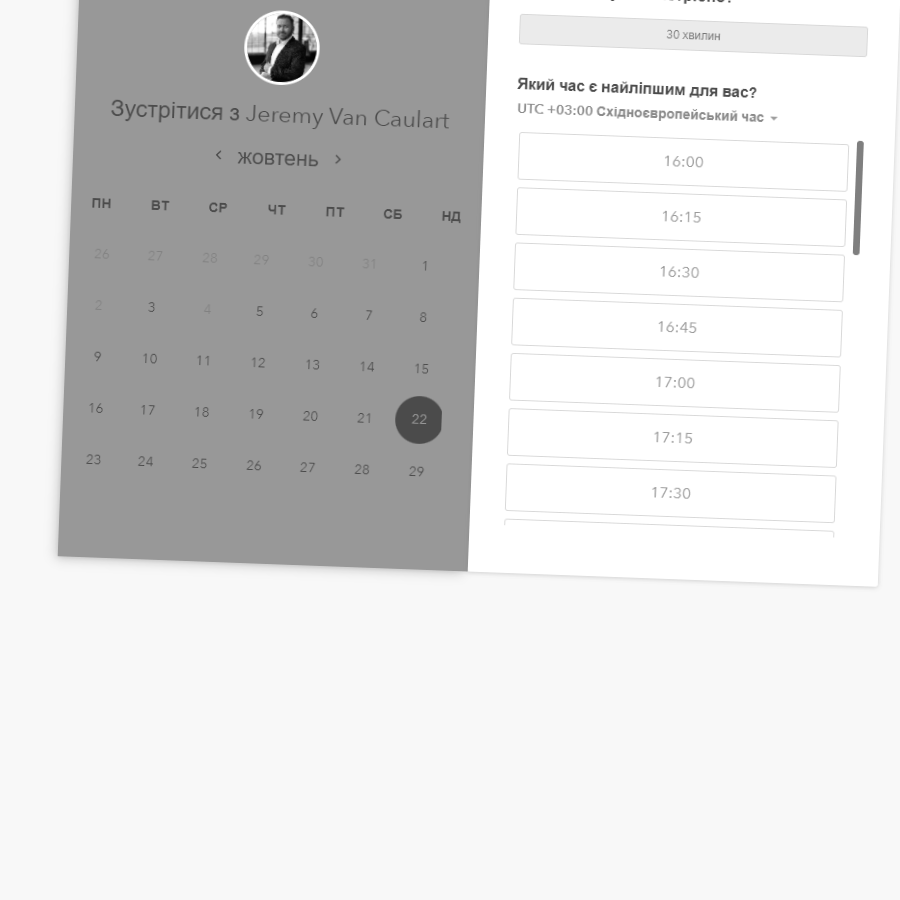 Зустрітися з Jeremy Van Caulart
жовтень
ПН ВТ СР ЧТ ПТ СБ НД
26 27 28 29 30 31 1
2 3 4 5 6 7 8
9 10 11 12 13 14 15
16 17 18 19 20 21 22
23 24 25 26 27 28 29
30 хвилин
Який час є найліпшим для вас?
UTC +03:00 Східноєвропейський час
16:00
16:15
16:30
16:45
17:00
17:15
17:30